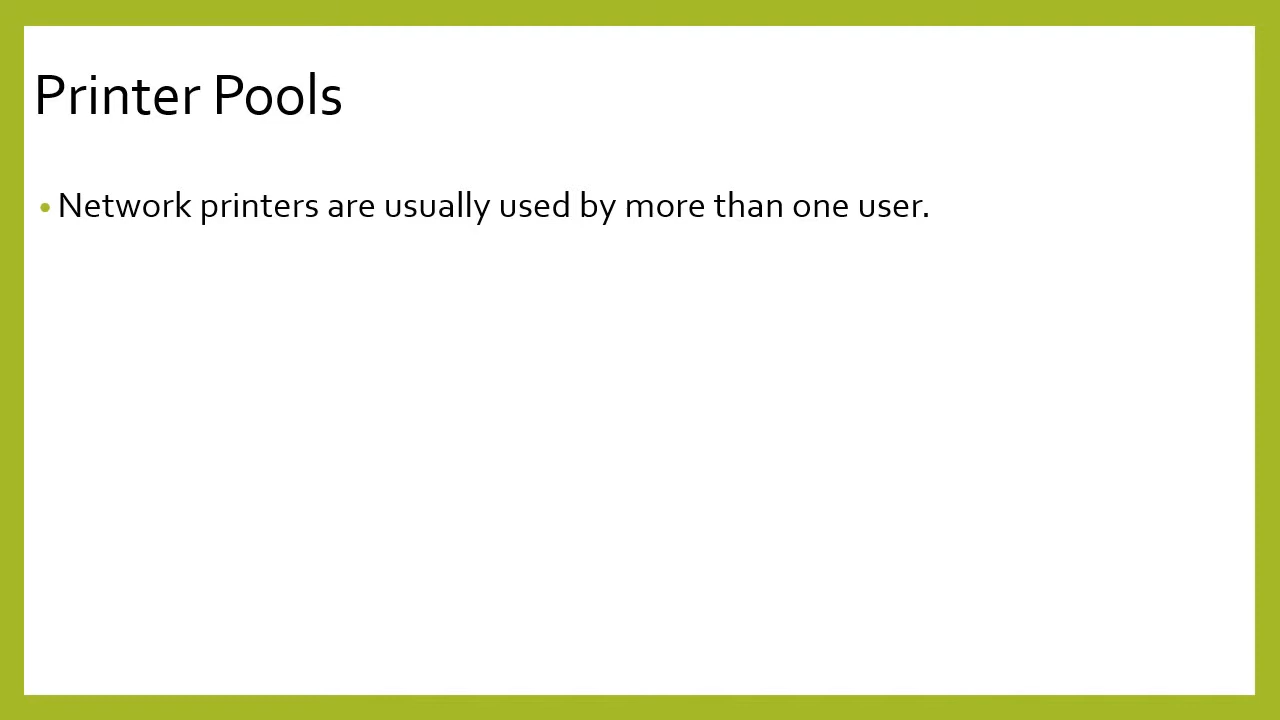 Printer Pools
• Network printers are usually used by more than one user.